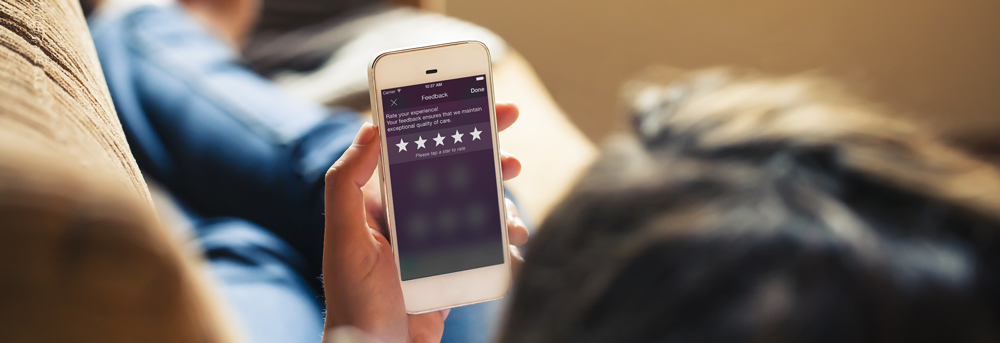 Carrier 10:07 AM
Feedback Done
Rate your experience!
Your feedback ensures that we maintain
exceptional quality of care.
Please tap a star to rate